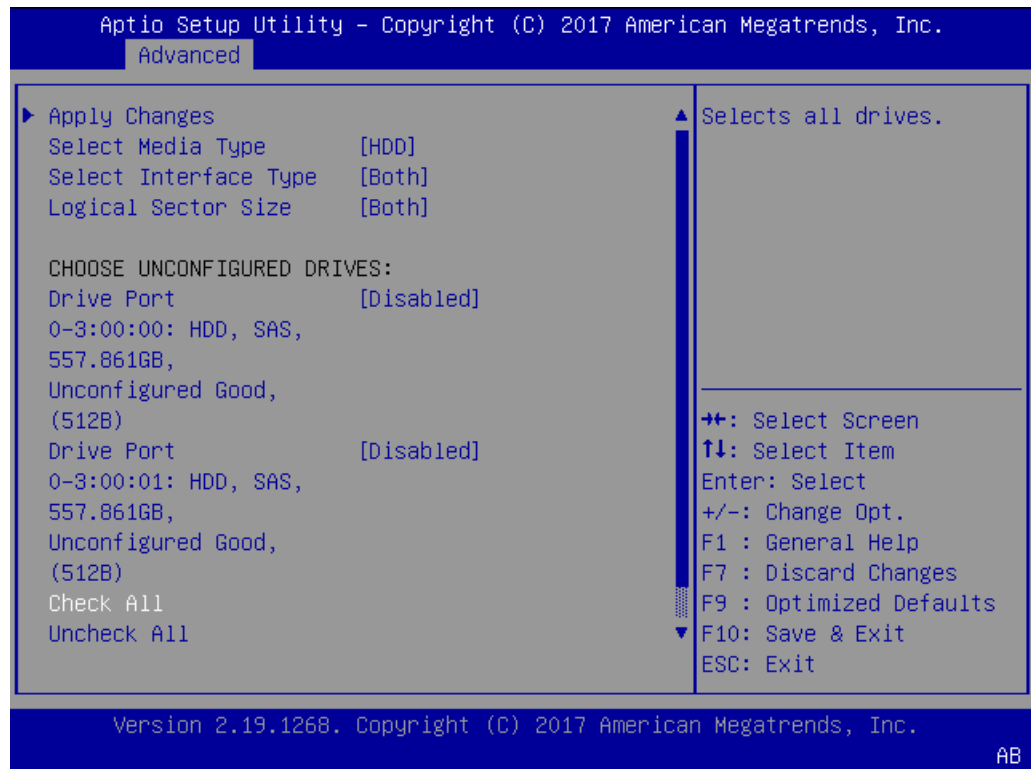 Aptio Setup Utility – Copyright (C) 2017 American Megatrends, Inc.
Advanced
Apply Changes
Select Media Type [HDD]
Select Interface Type [Both]
Logical Sector Size [Both]
CHOOSE UNCONFIGURED DRIVES:
Drive Port [Disabled]
0-3:00:00: HDD, SAS,
557.861GB,
Unconfigured Good,
(512B)
Drive Port [Disabled]
0-3:00:01: HDD, SAS,
557.861GB,
Unconfigured Good,
(512B)
Check All
Uncheck All
Selects all drives.
→←: Select Screen
↑↓: Select Item
Enter: Select
+/-: Change Opt.
F1 : General Help
F7 : Discard Changes
F9 : Optimized Defaults
F10: Save & Exit
ESC: Exit
Version 2.19.1268. Copyright (C) 2017 American Megatrends, Inc.
AB